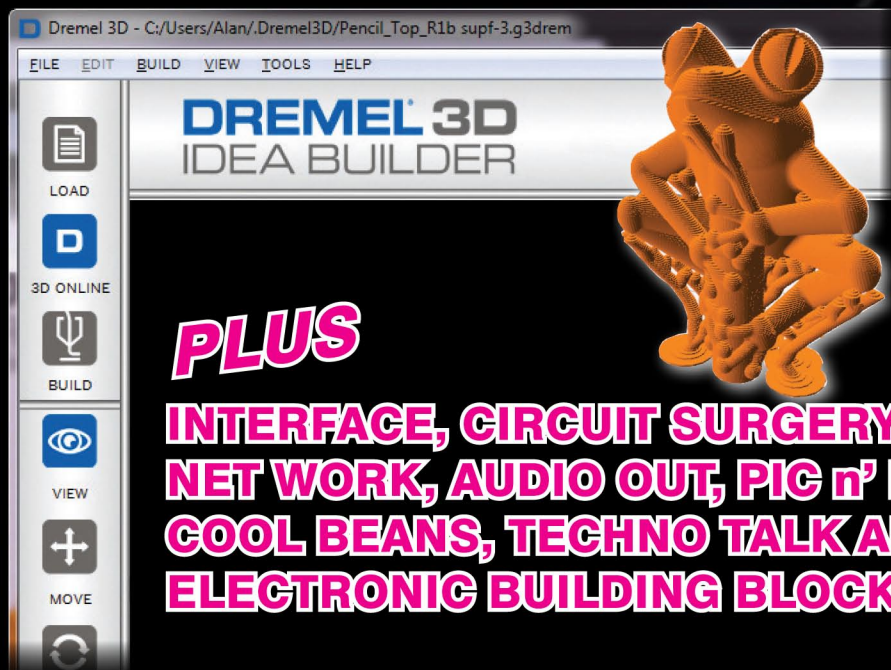 Dremel 3D - C:/Users/Alan/.Dremel3D/Pencil_Top_R1b supf-3.g3drem
FILE EDIT BUILD VIEW TOOLS HELP
DREMEL 3D
IDEA BUILDER
LOAD
D
3D ONLINE
BUILD
VIEW
MOVE
PLUS
INTERFACE, CIRCUIT SURGERY
NET WORK, AUDIO OUT, PIC n'
COOL BEANS, TECHNO TALK
ELECTRONIC BUILDING BLOCK